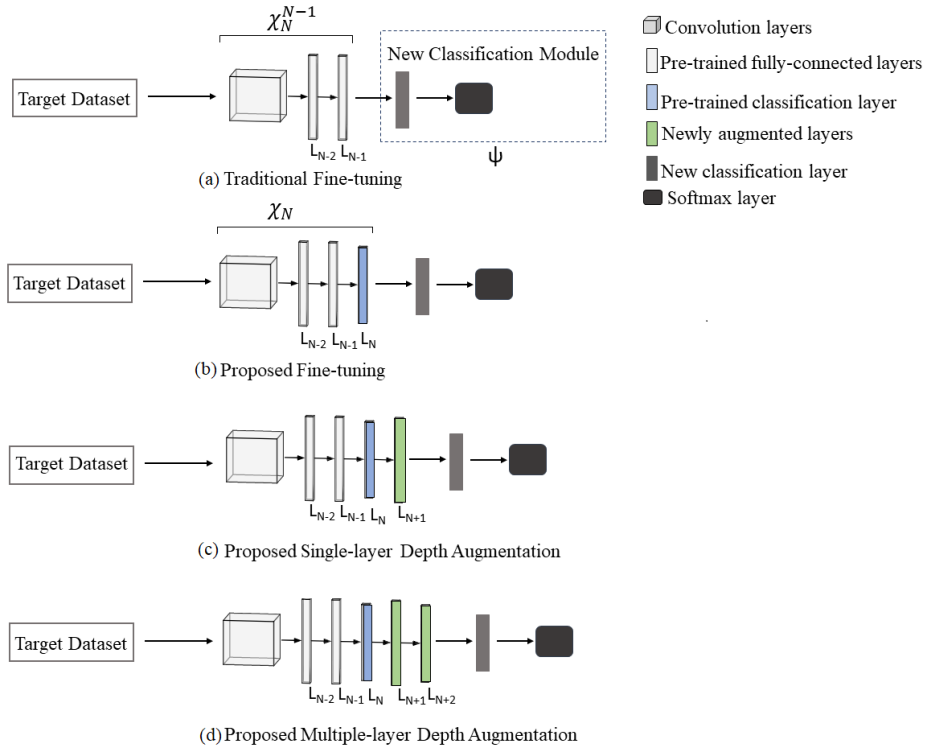 χ_N^{N-1}
New Classification Module
Target Dataset
L_{N-2} L_{N-1}
ψ
(a) Traditional Fine-tuning
Convolution layers
Pre-trained fully-connected layers
Pre-trained classification layer
Newly augmented layers
New classification layer
Softmax layer
χ_N
Target Dataset
L_{N-2} L_{N-1} L_N
(b) Proposed Fine-tuning
Target Dataset
L_{N-2} L_{N-1} L_N L_{N+1}
(c) Proposed Single-layer Depth Augmentation
Target Dataset
L_{N-2} L_{N-1} L_N L_{N+1} L_{N+2}
(d) Proposed Multiple-layer Depth Augmentation